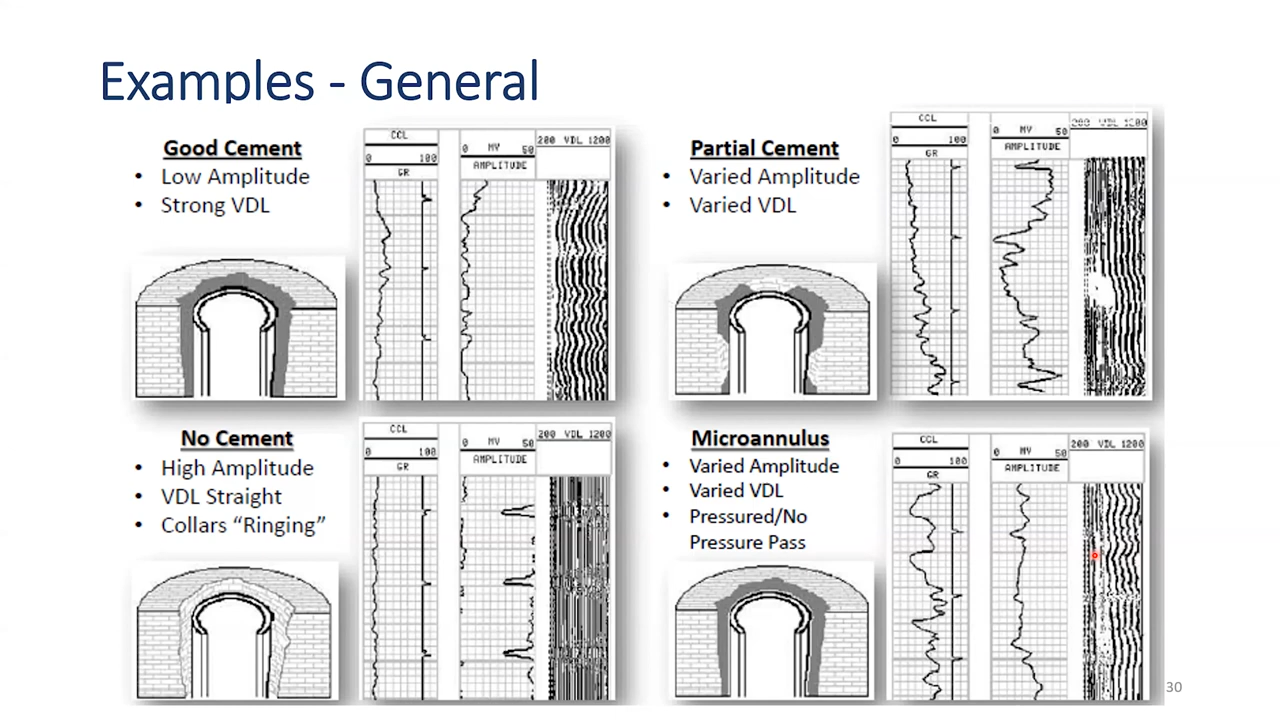 Examples - General
Good Cement
• Low Amplitude
• Strong VDL
CCL
0 100
GR
0 MV 50
AMPLITUDE
200 VDL 1200
Partial Cement
• Varied Amplitude
• Varied VDL
CCL
0 100
GR
0 MV 50
AMPLITUDE
200 VDL 1200
No Cement
• High Amplitude
• VDL Straight
• Collars “Ringing”
CCL
0 100
GR
0 MV 50
AMPLITUDE
200 VDL 1200
Microannulus
• Varied Amplitude
• Varied VDL
• Pressured/No
Pressure Pass
CCL
0 100
GR
0 MV 50
AMPLITUDE
200 VDL 1200
30